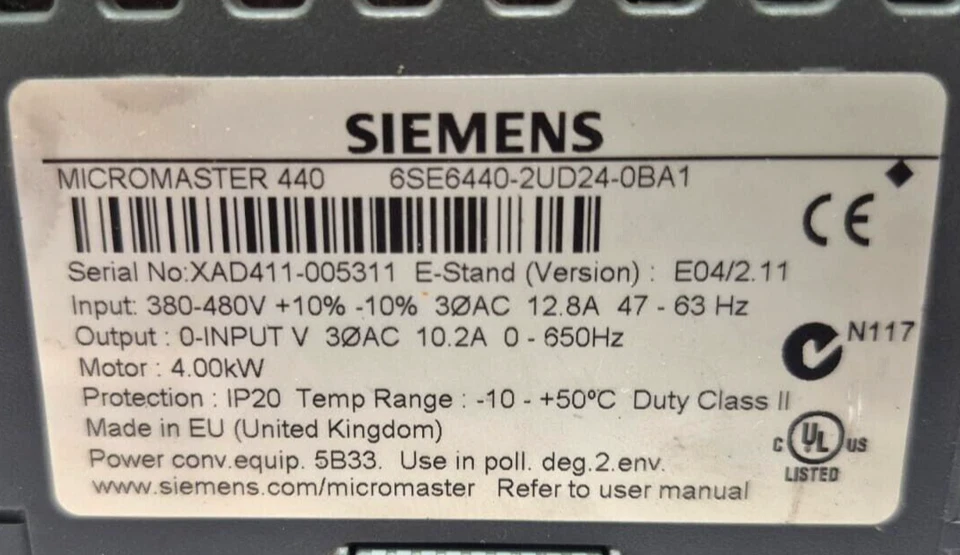 SIEMENS
MICROMASTER 440 6SE6440-2UD24-0BA1
CE
Serial No:XAD411-005311 E-Stand (Version) : E04/2.11
Input: 380-480V +10% -10% 3ØAC 12.8A 47 - 63 Hz
Output : 0-INPUT V 3ØAC 10.2A 0 - 650Hz
N117
Motor : 4.00kW
Protection : IP20 Temp Range : -10 - +50ºC Duty Class II
Made in EU (United Kingdom)
C UL US
LISTED
Power conv.equip. 5B33. Use in poll. deg.2.env.
www.siemens.com/micromaster Refer to user manual